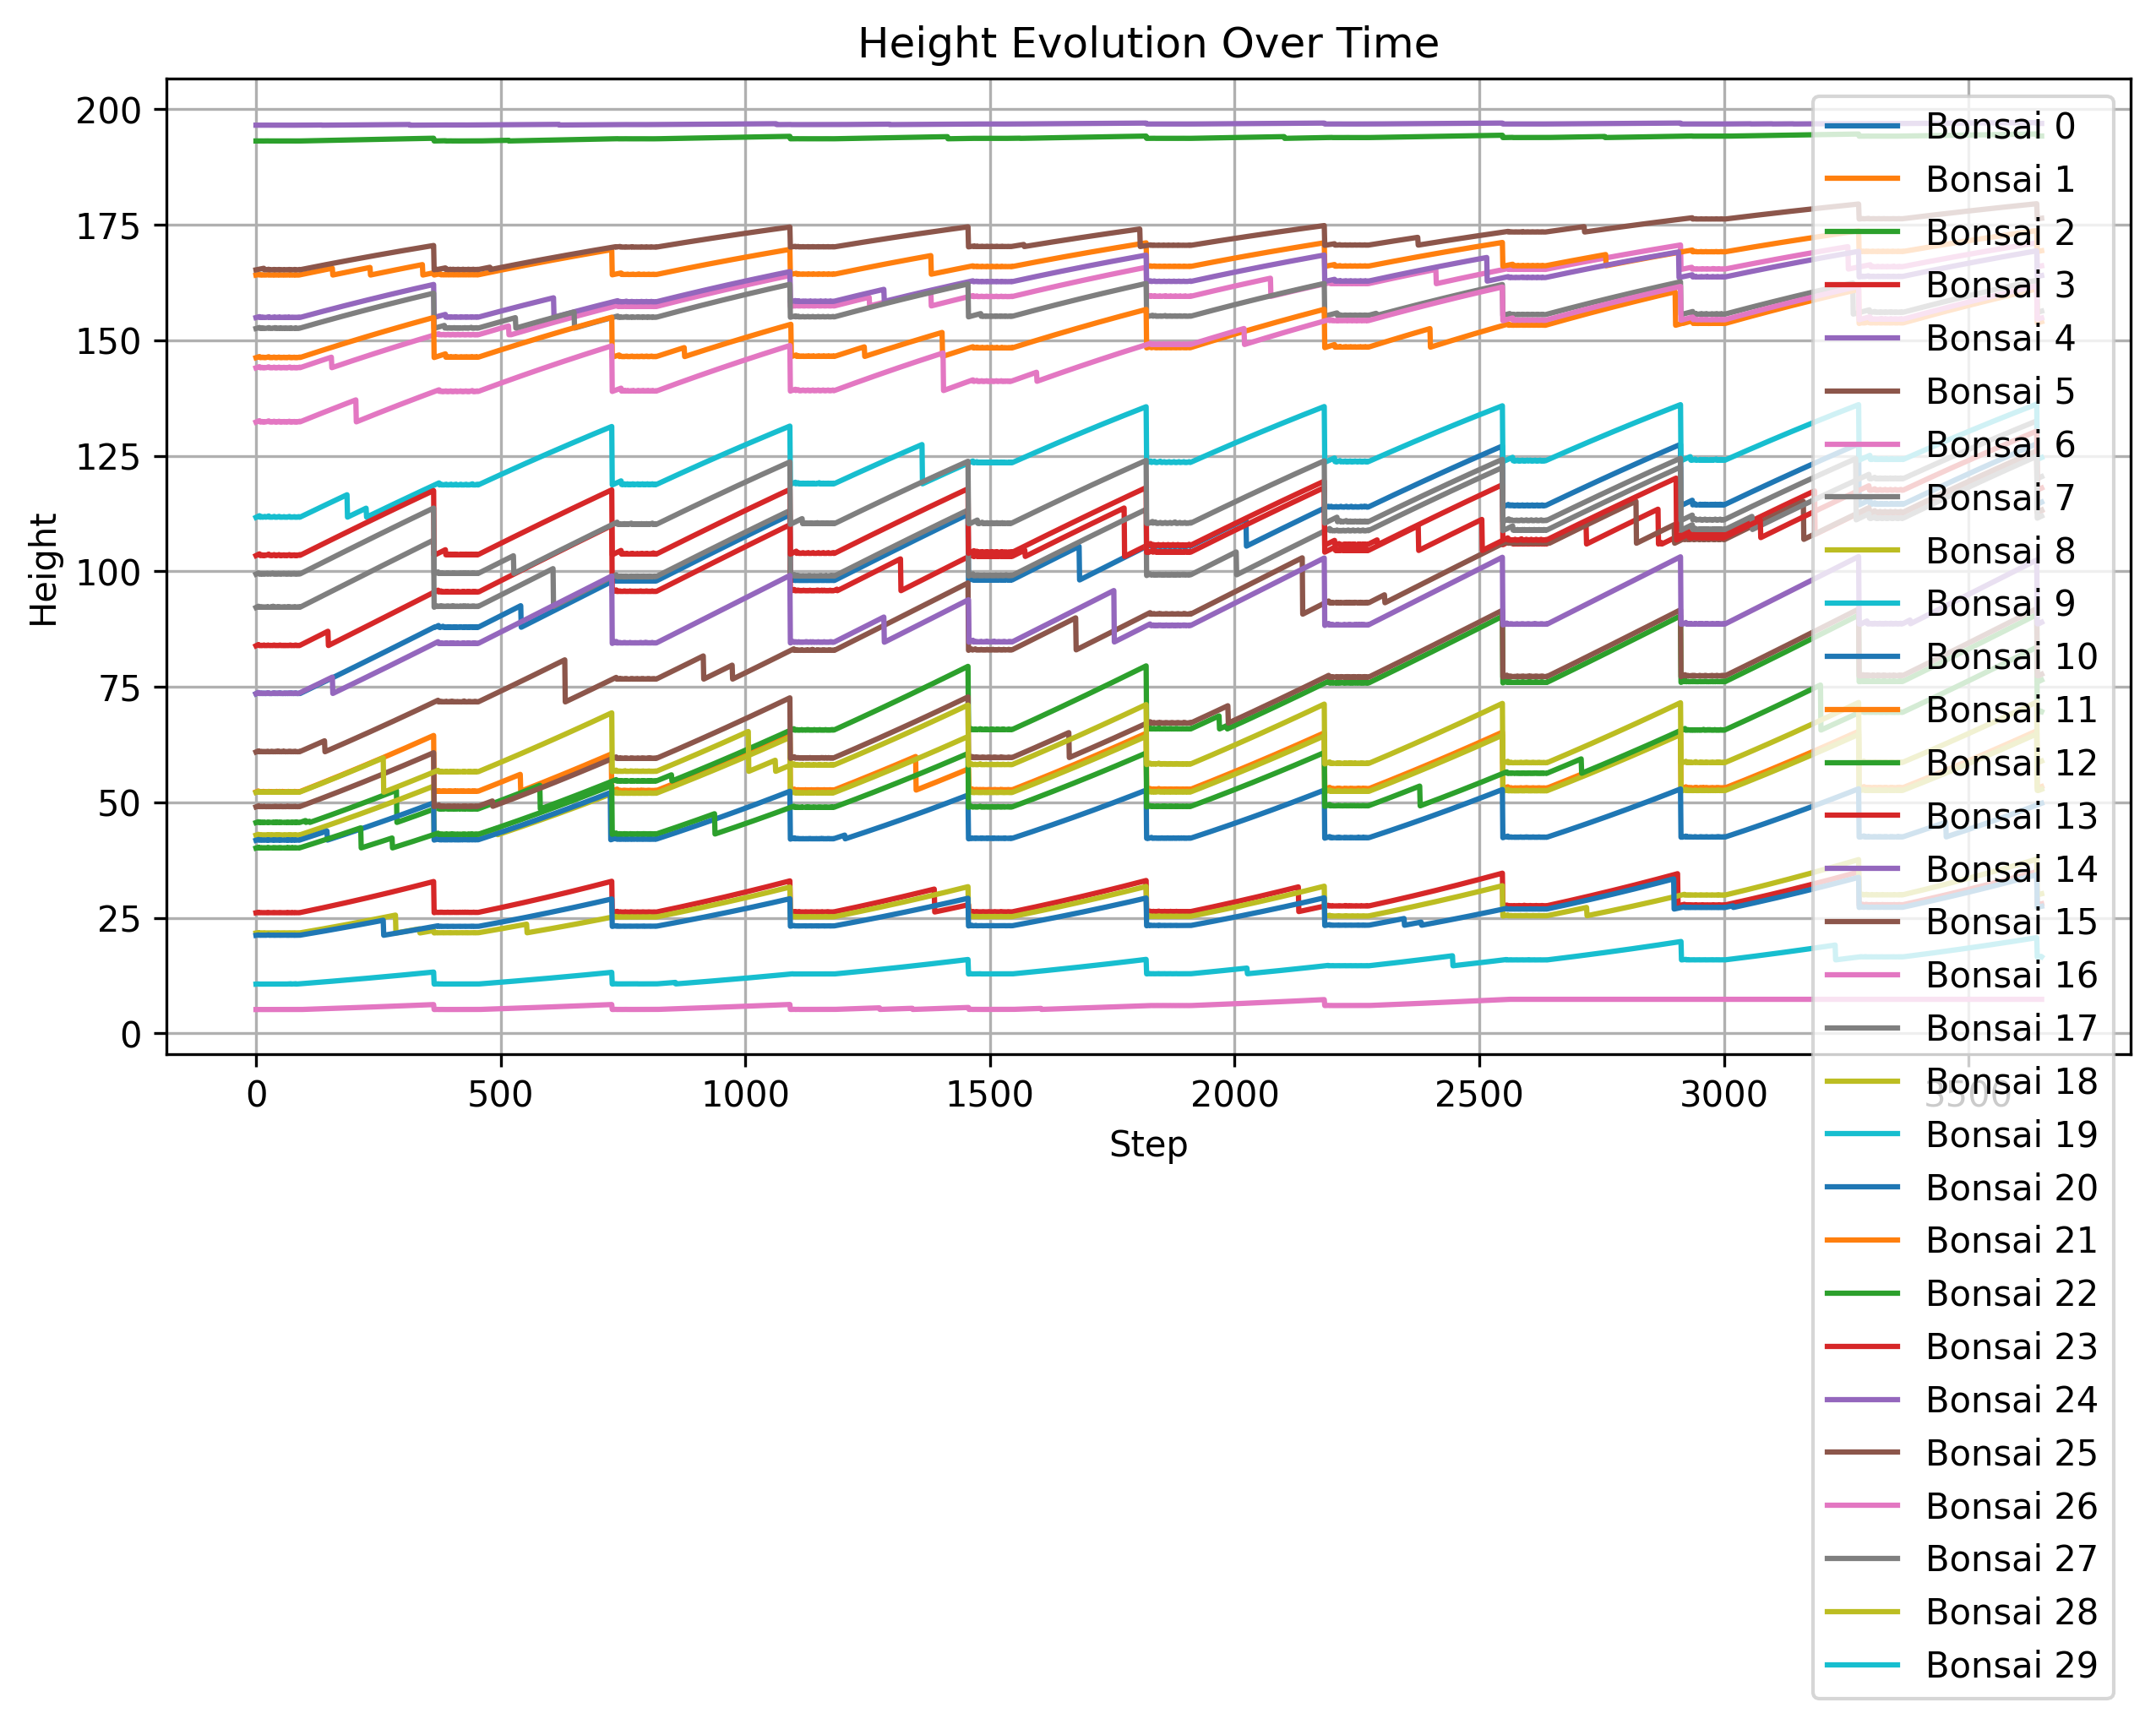 Height Evolution Over Time
Height
200
175
150
125
100
75
50
25
0
0
500
1000
1500
2000
2500
3000
3500
Step
Bonsai 0
Bonsai 1
Bonsai 2
Bonsai 3
Bonsai 4
Bonsai 5
Bonsai 6
Bonsai 7
Bonsai 8
Bonsai 9
Bonsai 10
Bonsai 11
Bonsai 12
Bonsai 13
Bonsai 14
Bonsai 15
Bonsai 16
Bonsai 17
Bonsai 18
Bonsai 19
Bonsai 20
Bonsai 21
Bonsai 22
Bonsai 23
Bonsai 24
Bonsai 25
Bonsai 26
Bonsai 27
Bonsai 28
Bonsai 29